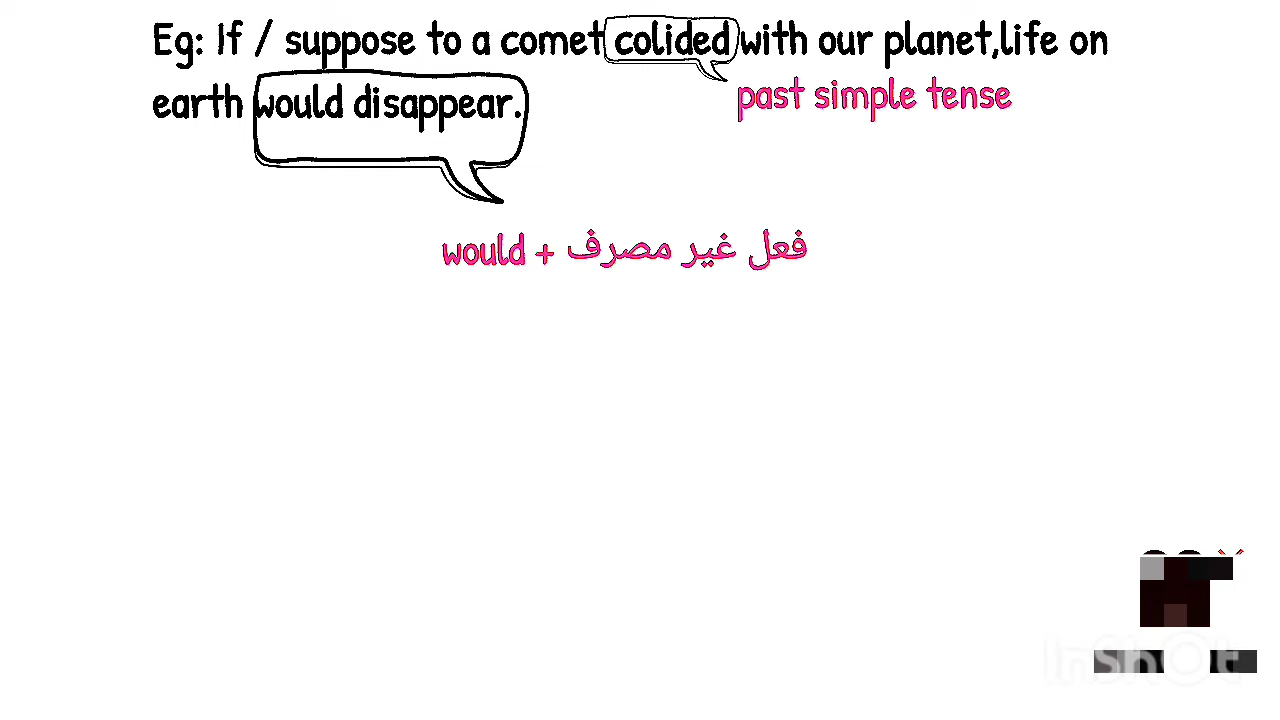 Eg: If / suppose to a comet colided with our planet,life on
earth would disappear.
past simple tense
would + فعل غير مصرف
InShOt